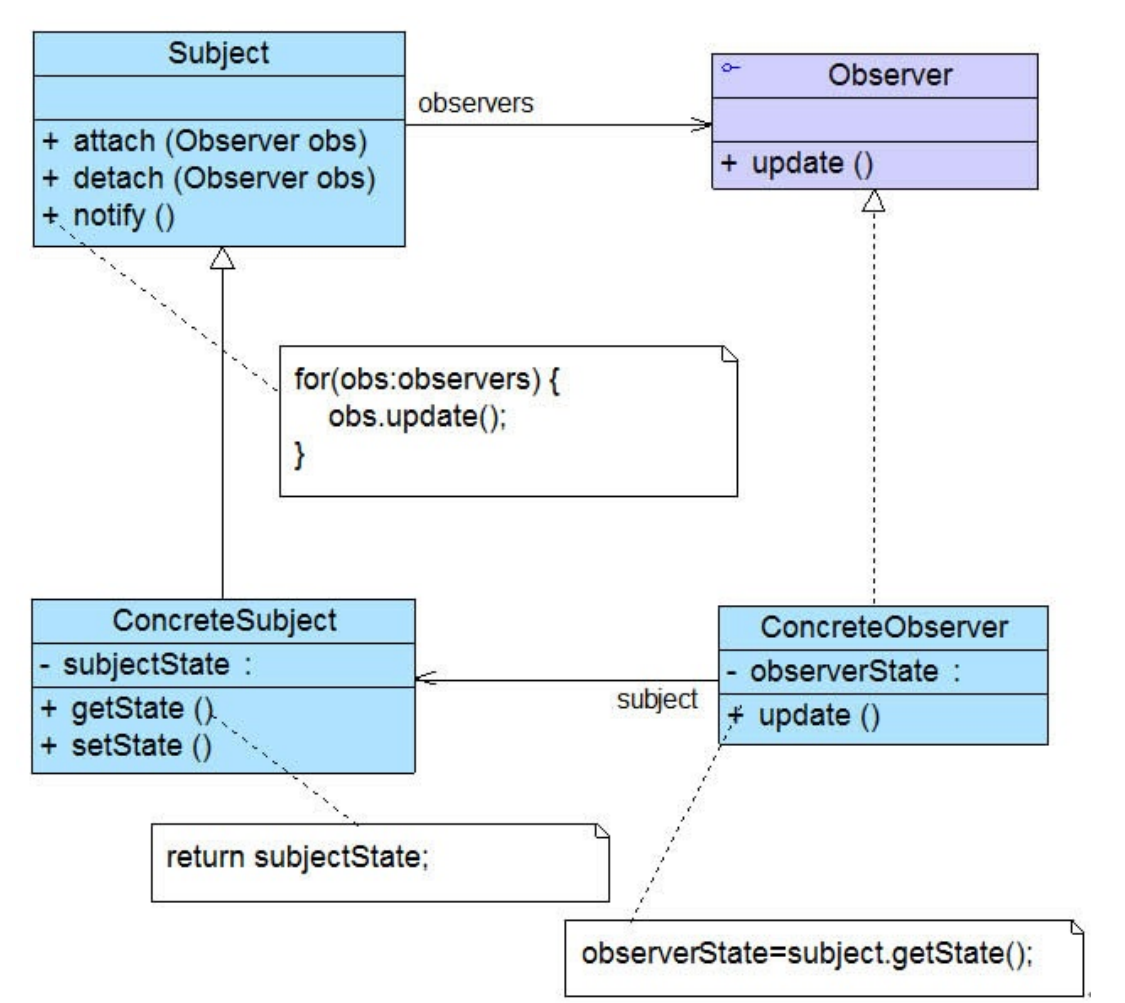 Subject
+ attach (Observer obs)
+ detach (Observer obs)
+ notify ()
observers
Observer
+ update ()
for(obs:observers) {
obs.update();
}
ConcreteSubject
- subjectState :
+ getState ()
+ setState ()
subject
ConcreteObserver
- observerState :
+ update ()
return subjectState;
observerState=subject.getState();